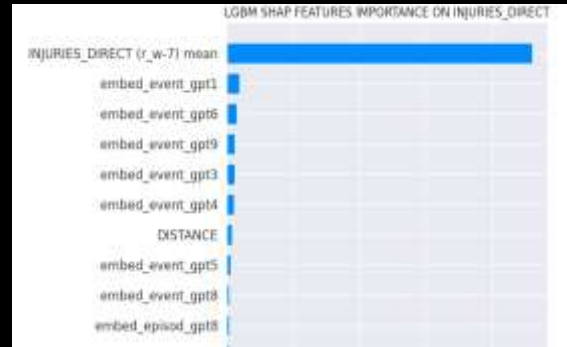 LGBM SHAP FEATURES IMPORTANCE ON INJURIES_DIRECT
INJURIES_DIRECT (r_w-7) mean
embed_event_gpt1
embed_event_gpt6
embed_event_gpt9
embed_event_gpt3
embed_event_gpt4
DISTANCE
embed_event_gpt5
embed_event_gpt8
embed_episod_gpt8